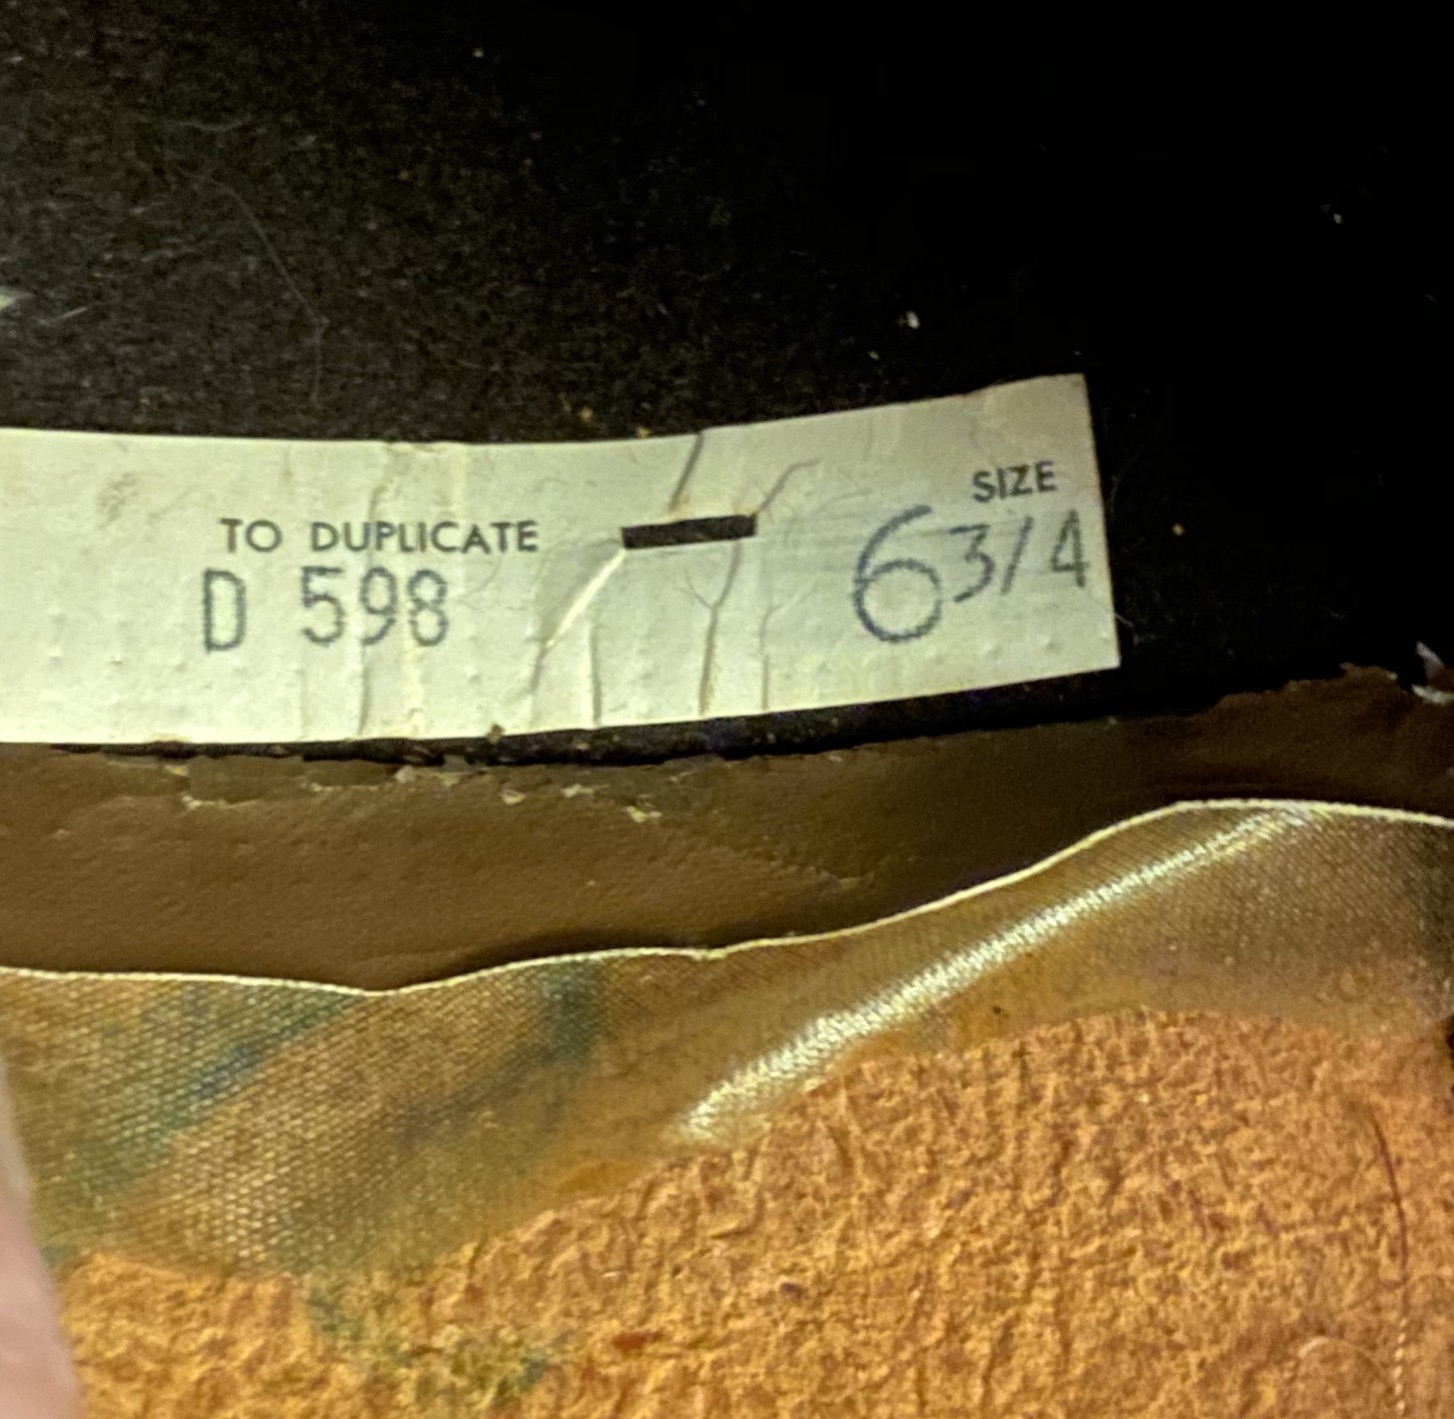 TO DUPLICATE
D 598
SIZE
6 3/4